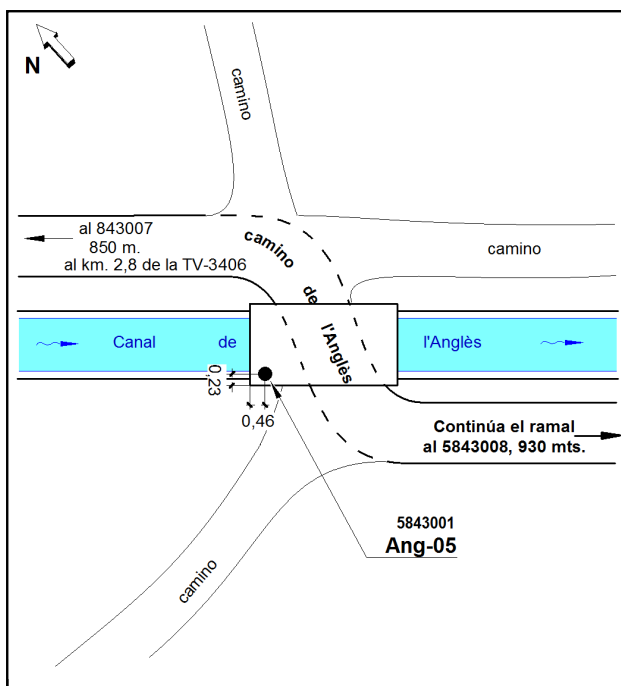 N
camino
al 843007
850 m.
al km. 2,8 de la TV-3406
camino de l'Anglès
camino
Canal de l'Anglès
0,23
0,46
Continúa el ramal
al 5843008, 930 mts.
5843001
Ang-05
camino